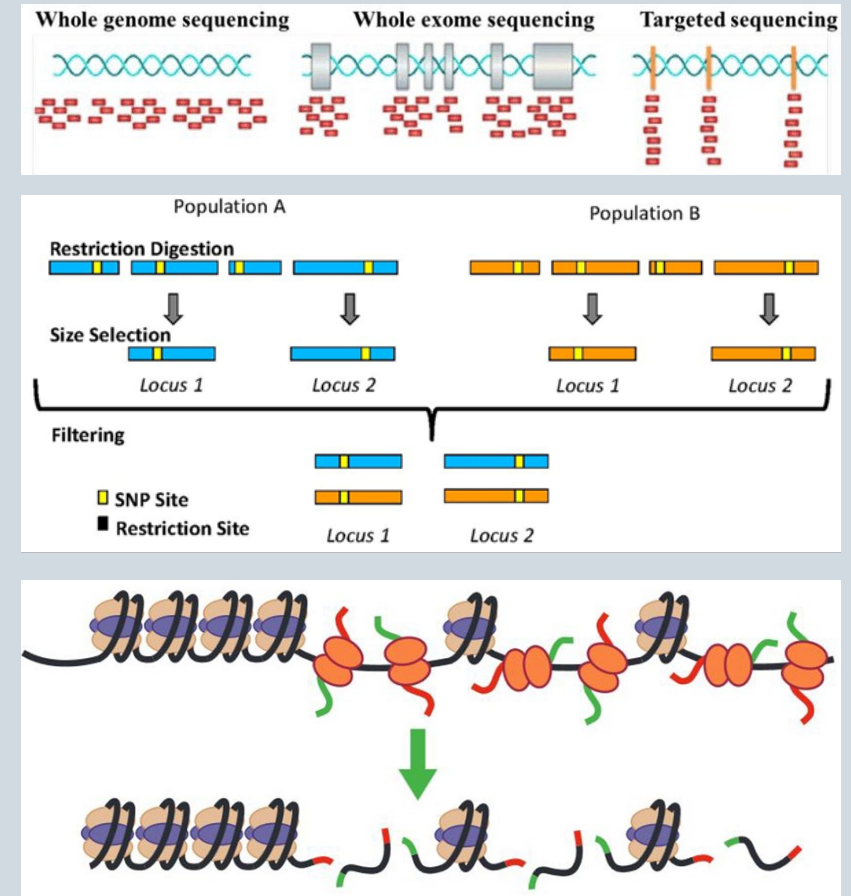 Whole genome sequencing Whole exome sequencing Targeted sequencing
Population A
Population B
Restriction Digestion
Size Selection
Locus 1 Locus 2 Locus 1 Locus 2
Filtering
SNP Site
Restriction Site
Locus 1 Locus 2